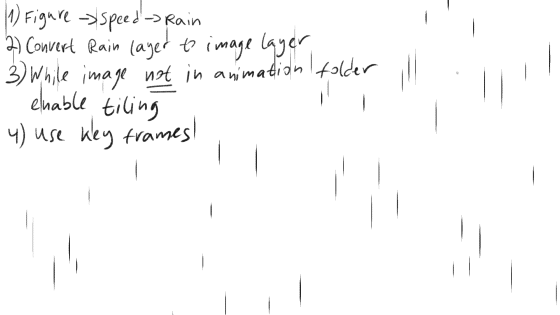 1) Figure → Speed → Rain
2) Convert Rain layer to image layer
3) While image not in animation folder
enable tiling
4) Use key frames